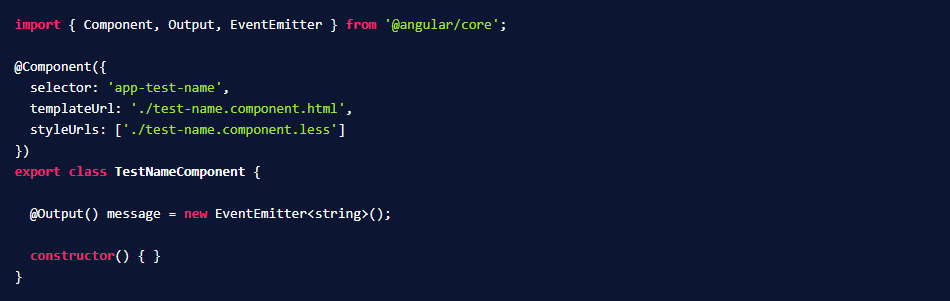 import { Component, Output, EventEmitter } from '@angular/core';
@Component({
  selector: 'app-test-name',
  templateUrl: './test-name.component.html',
  styleUrls: ['./test-name.component.less']
})
export class TestNameComponent {
  @Output() message = new EventEmitter<string>();
  constructor() { }
}